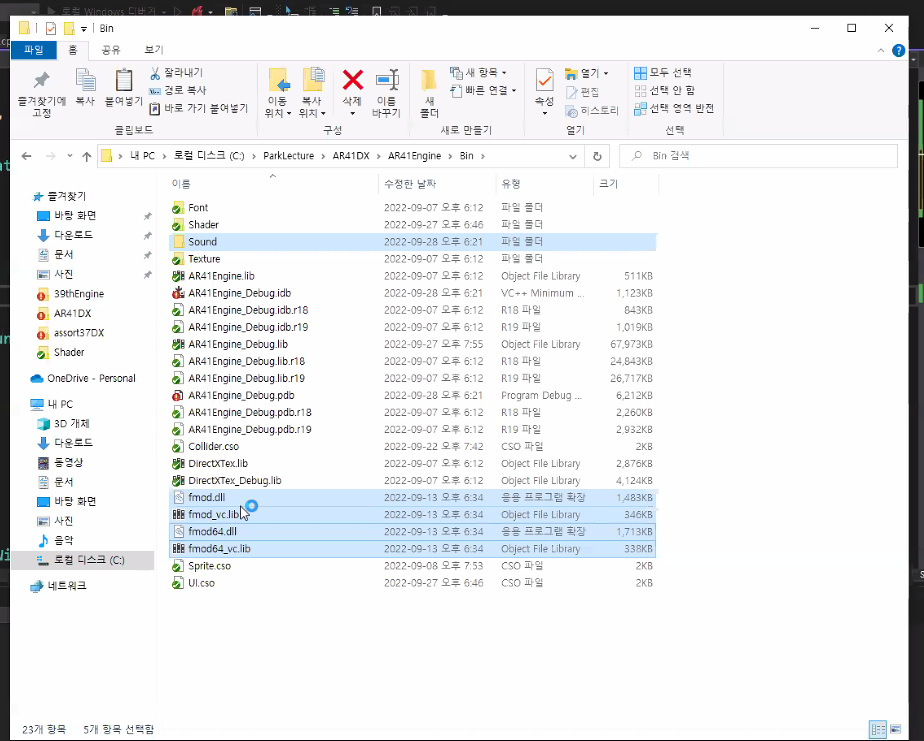 로컬 Windows 디버거
Bin
파일 홈 공유 보기
즐겨찾기에 고정
복사
붙여넣기
잘라내기
경로 복사
바로 가기 붙여넣기
클립보드
이동 위치
복사 위치
삭제
이름 바꾸기
구성
새 폴더
새 항목
빠른 연결
새로 만들기
속성
열기
편집
히스토리
열기
모두 선택
선택 안 함
선택 영역 반전
선택
내 PC > 로컬 디스크 (C:) > ParkLecture > AR41DX > AR41Engine > Bin >
Bin 검색
즐겨찾기
바탕 화면
다운로드
문서
사진
39thEngine
AR41DX
assort37DX
Shader
OneDrive - Personal
내 PC
3D 개체
다운로드
동영상
문서
바탕 화면
사진
음악
로컬 디스크 (C:)
네트워크
이름 수정한 날짜 유형 크기
Font 2022-09-07 오후 6:12 파일 폴더
Shader 2022-09-27 오후 6:46 파일 폴더
Sound 2022-09-28 오후 6:21 파일 폴더
Texture 2022-09-07 오후 6:12 파일 폴더
AR41Engine.lib 2022-09-07 오후 6:12 Object File Library 511KB
AR41Engine_Debug.idb 2022-09-28 오후 6:21 VC++ Minimum ... 1,123KB
AR41Engine_Debug.idb.r18 2022-09-07 오후 6:12 R18 파일 843KB
AR41Engine_Debug.idb.r19 2022-09-07 오후 6:12 R19 파일 1,019KB
AR41Engine_Debug.lib 2022-09-27 오후 7:55 Object File Library 67,973KB
AR41Engine_Debug.lib.r18 2022-09-07 오후 6:12 R18 파일 24,843KB
AR41Engine_Debug.lib.r19 2022-09-07 오후 6:12 R19 파일 26,717KB
AR41Engine_Debug.pdb 2022-09-28 오후 6:21 Program Debug ... 6,212KB
AR41Engine_Debug.pdb.r18 2022-09-07 오후 6:12 R18 파일 2,260KB
AR41Engine_Debug.pdb.r19 2022-09-07 오후 6:12 R19 파일 2,932KB
Collider.cso 2022-09-22 오후 7:42 CSO 파일 2KB
DirectXTex.lib 2022-09-07 오후 6:12 Object File Library 2,876KB
DirectXTex_Debug.lib 2022-09-07 오후 6:12 Object File Library 4,124KB
fmod.dll 2022-09-13 오후 6:34 응용 프로그램 확장 1,483KB
fmod_vc.lib 2022-09-13 오후 6:34 Object File Library 346KB
fmod64.dll 2022-09-13 오후 6:34 응용 프로그램 확장 1,713KB
fmod64_vc.lib 2022-09-13 오후 6:34 Object File Library 338KB
Sprite.cso 2022-09-08 오후 7:53 CSO 파일 2KB
UI.cso 2022-09-27 오후 6:46 CSO 파일 2KB
23개 항목 5개 항목 선택함